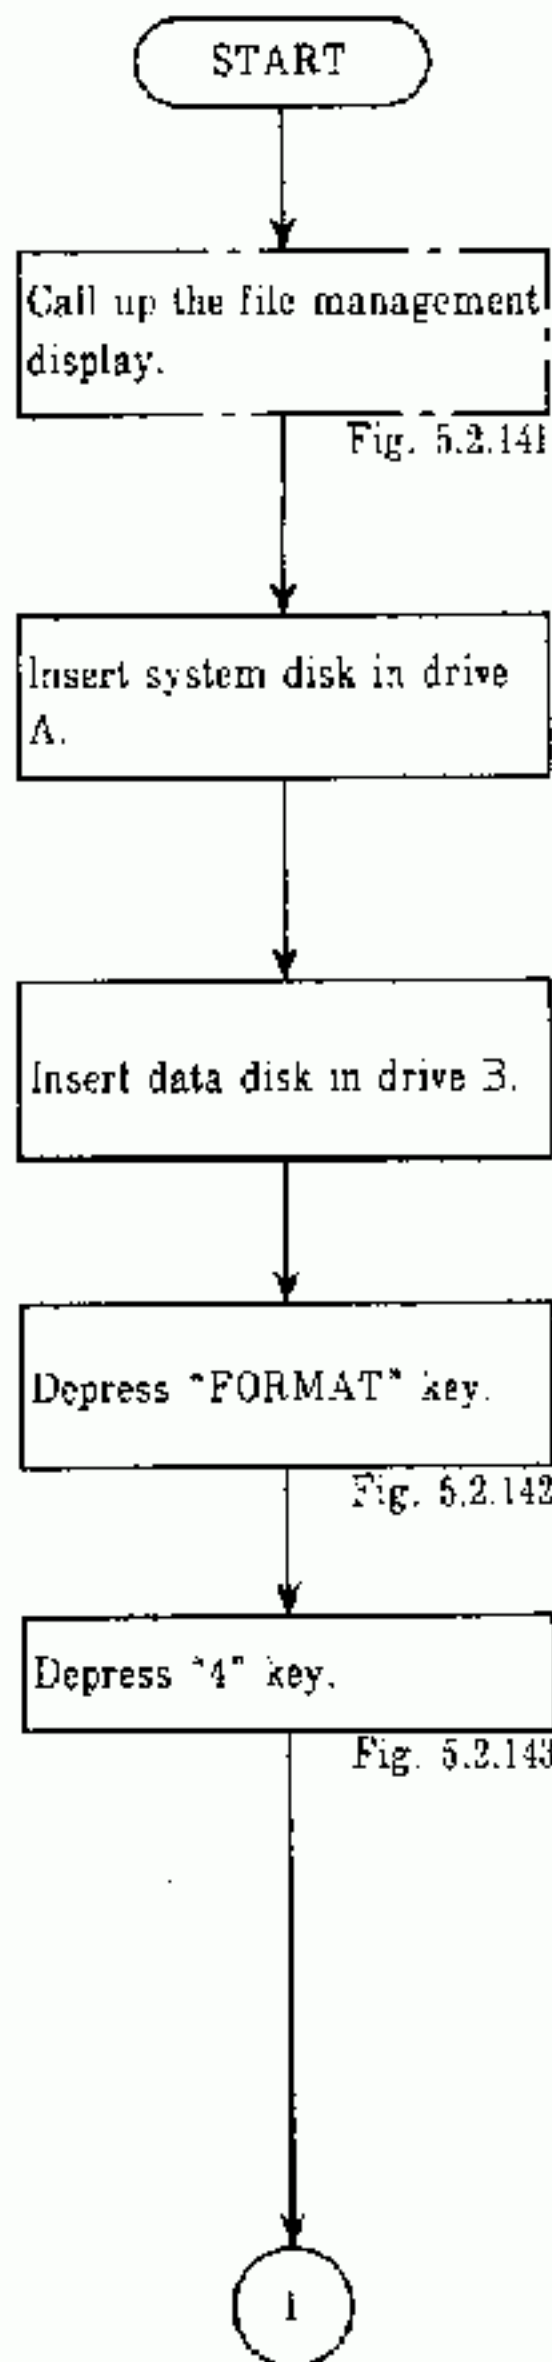 START
Call up the file management
display.
Fig. 5.2.141
Insert system disk in drive
A.
Insert data disk in drive B.
Depress "FORMAT" key.
Fig. 5.2.142
Depress "4" key.
Fig. 5.2.143
1